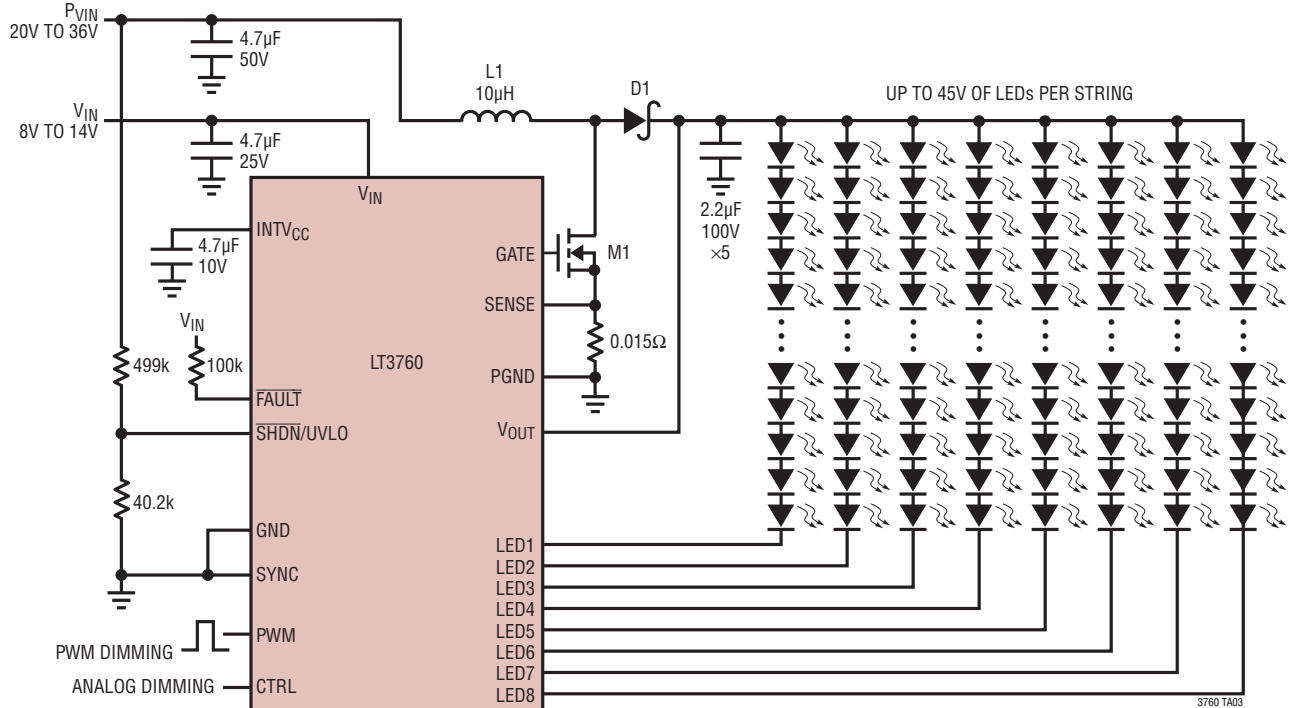 PVIN
20V TO 36V
4.7µF
50V
L1
10µH
D1
UP TO 45V OF LEDs PER STRING
VIN
8V TO 14V
4.7µF
25V
2.2µF
100V
×5
VIN
INTVCC
4.7µF
10V
GATE
M1
SENSE
0.015Ω
VIN
499k
100k
LT3760
PGND
FAULT
SHDN/UVLO
VOUT
40.2k
GND
SYNC
LED1
LED2
LED3
LED4
LED5
LED6
LED7
LED8
PWM DIMMING
PWM
ANALOG DIMMING
CTRL
3760 TA03